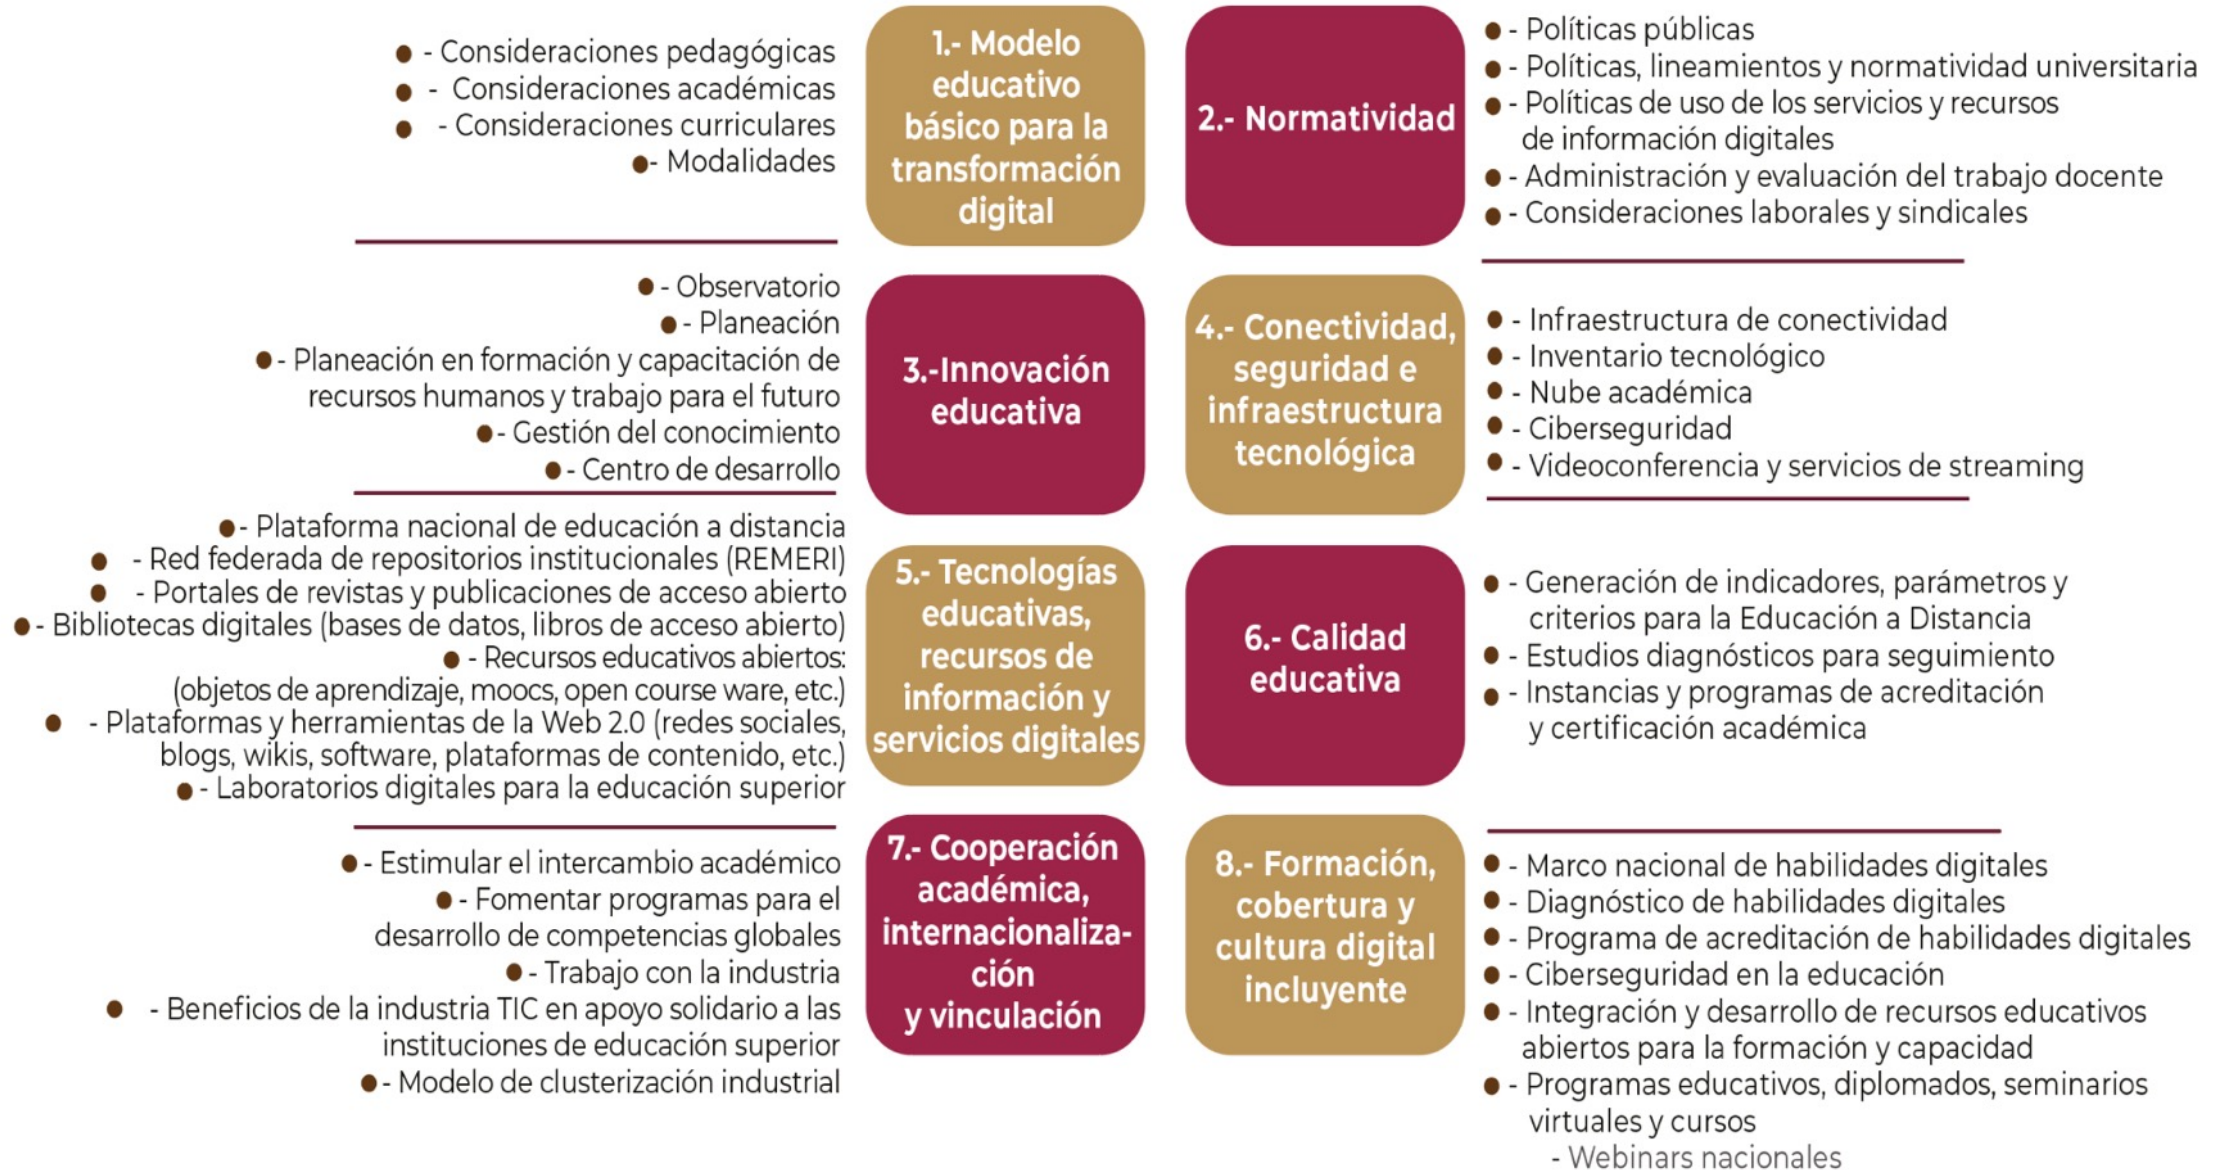 - Consideraciones pedagógicas
- Consideraciones académicas
- Consideraciones curriculares
- Modalidades
1.- Modelo
educativo
básico para la
transformación
digital
2.- Normatividad
- Políticas públicas
- Políticas, lineamientos y normatividad universitaria
- Políticas de uso de los servicios y recursos
de información digitales
- Administración y evaluación del trabajo docente
- Consideraciones laborales y sindicales
- Observatorio
- Planeación
- Planeación en formación y capacitación de
recursos humanos y trabajo para el futuro
- Gestión del conocimiento
- Centro de desarrollo
3.-Innovación
educativa
4.- Conectividad,
seguridad e
infraestructura
tecnológica
- Infraestructura de conectividad
- Inventario tecnológico
- Nube académica
- Ciberseguridad
- Videoconferencia y servicios de streaming
- Plataforma nacional de educación a distancia
- Red federada de repositorios institucionales (REMERI)
- Portales de revistas y publicaciones de acceso abierto
- Bibliotecas digitales (bases de datos, libros de acceso abierto)
- Recursos educativos abiertos:
(objetos de aprendizaje, moocs, open course ware, etc.)
- Plataformas y herramientas de la Web 2.0 (redes sociales,
blogs, wikis, software, plataformas de contenido, etc.)
- Laboratorios digitales para la educación superior
5.- Tecnologías
educativas,
recursos de
información y
servicios digitales
6.- Calidad
educativa
- Generación de indicadores, parámetros y
criterios para la Educación a Distancia
- Estudios diagnósticos para seguimiento
- Instancias y programas de acreditación
y certificación académica
- Estimular el intercambio académico
- Fomentar programas para el
desarrollo de competencias globales
- Trabajo con la industria
- Beneficios de la industria TIC en apoyo solidario a las
instituciones de educación superior
- Modelo de clusterización industrial
7.- Cooperación
académica,
internacionaliza-
ción
y vinculación
8.- Formación,
cobertura y
cultura digital
incluyente
- Marco nacional de habilidades digitales
- Diagnóstico de habilidades digitales
- Programa de acreditación de habilidades digitales
- Ciberseguridad en la educación
- Integración y desarrollo de recursos educativos
abiertos para la formación y capacidad
- Programas educativos, diplomados, seminarios
virtuales y cursos
- Webinars nacionales